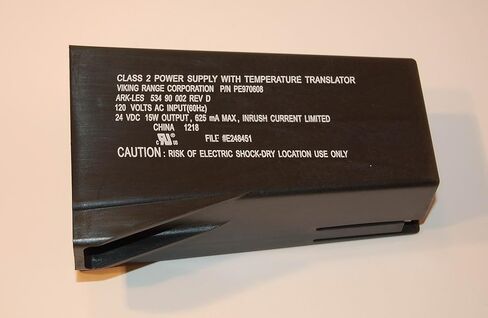 CLASS 2 POWER SUPPLY WITH TEMPERATURE TRANSLATOR
VIKING RANGE CORPORATION P/N PE970608
ARK-LES 534 90 002 REV D
120 VOLTS AC INPUT(60Hz)
24 VDC 15W OUTPUT, 625 mA MAX, INRUSH CURRENT LIMITED
CHINA 1218
c RU US FILE #E248451
CAUTION : RISK OF ELECTRIC SHOCK-DRY LOCATION USE ONLY